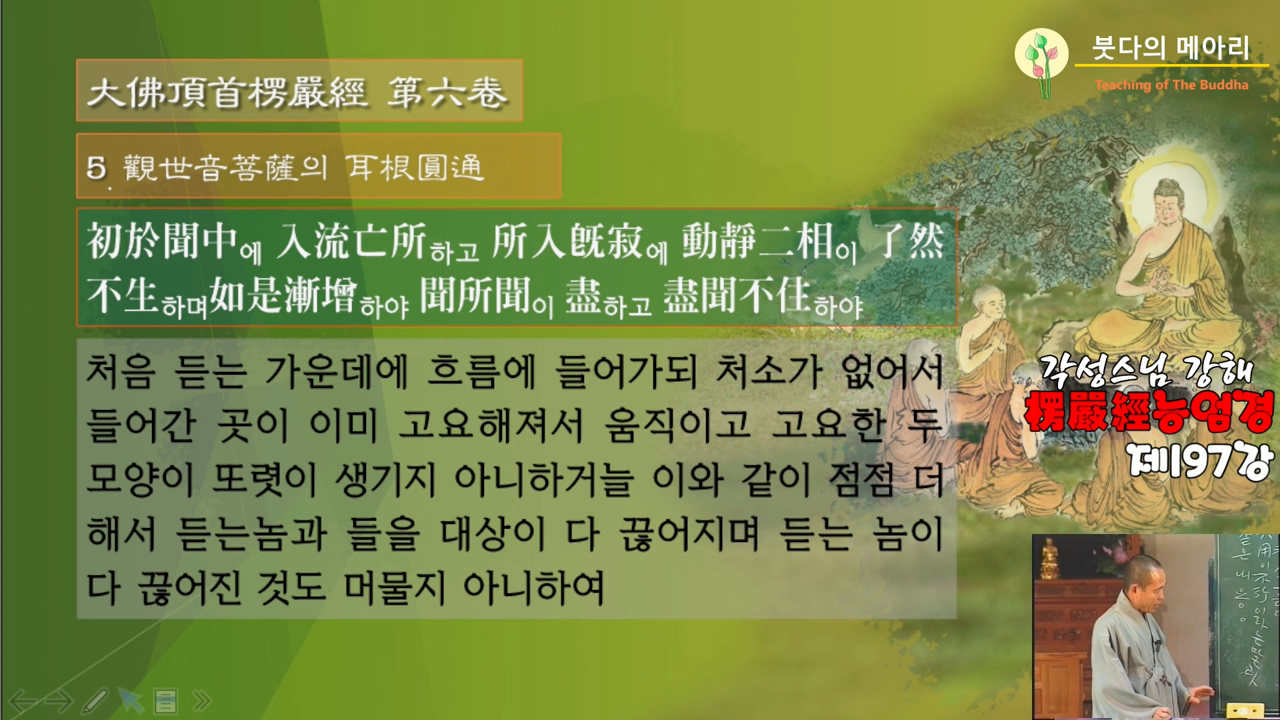 大佛頂首楞嚴經 第六卷
5. 觀世音菩薩의 耳根圓通
初於聞中에 入流亡所하고 所入旣寂에 動靜二相이 了然
不生하며如是漸增하야 聞所聞이 盡하고 盡聞不住하야
처음 듣는 가운데에 흐름에 들어가되 처소가 없어서
들어간 곳이 이미 고요해져서 움직이고 고요한 두
모양이 또렷이 생기지 아니하거늘 이와 같이 점점 더
해서 듣는놈과 들을 대상이 다 끊어지며 듣는 놈이
다 끊어진 것도 머물지 아니하여
붓다의 메아리
Teaching of The Buddha
각성스님 강해
楞嚴經능엄경
제197강